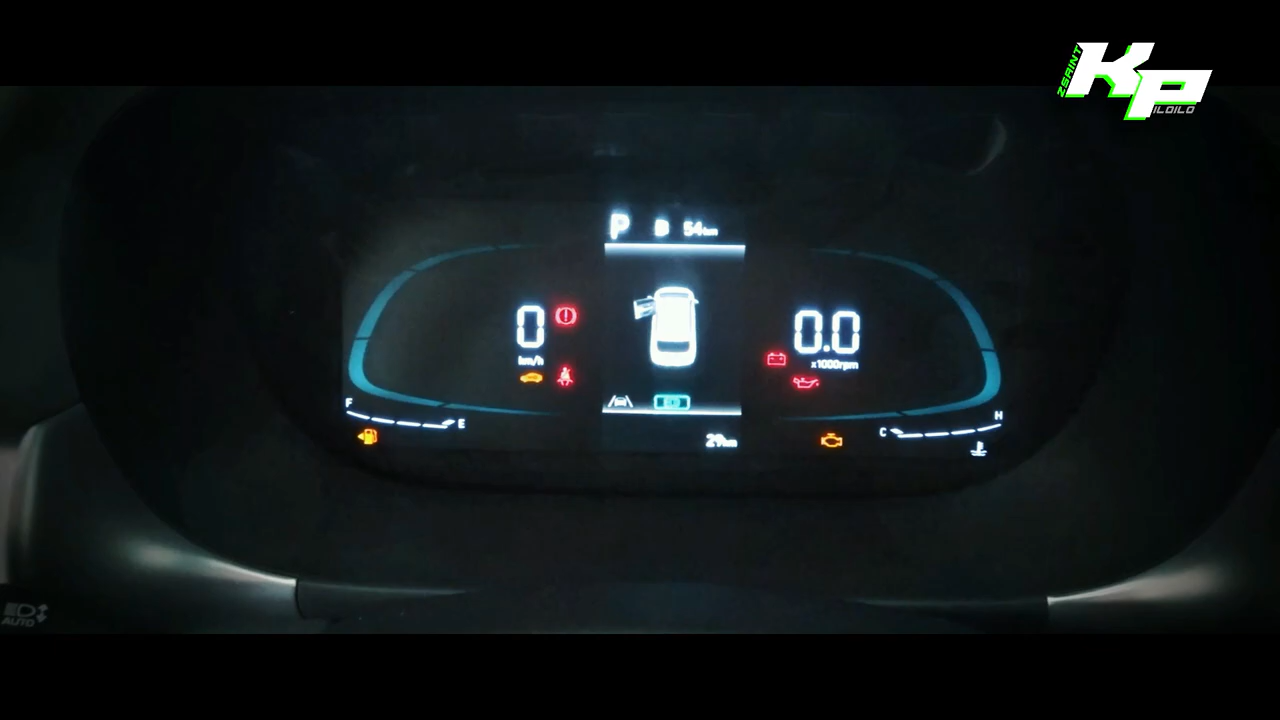 ZSAINT
KP
ILOILO
P 54km
0
km/h
0.0
x1000rpm
F
E
C
H
29km
AUTO